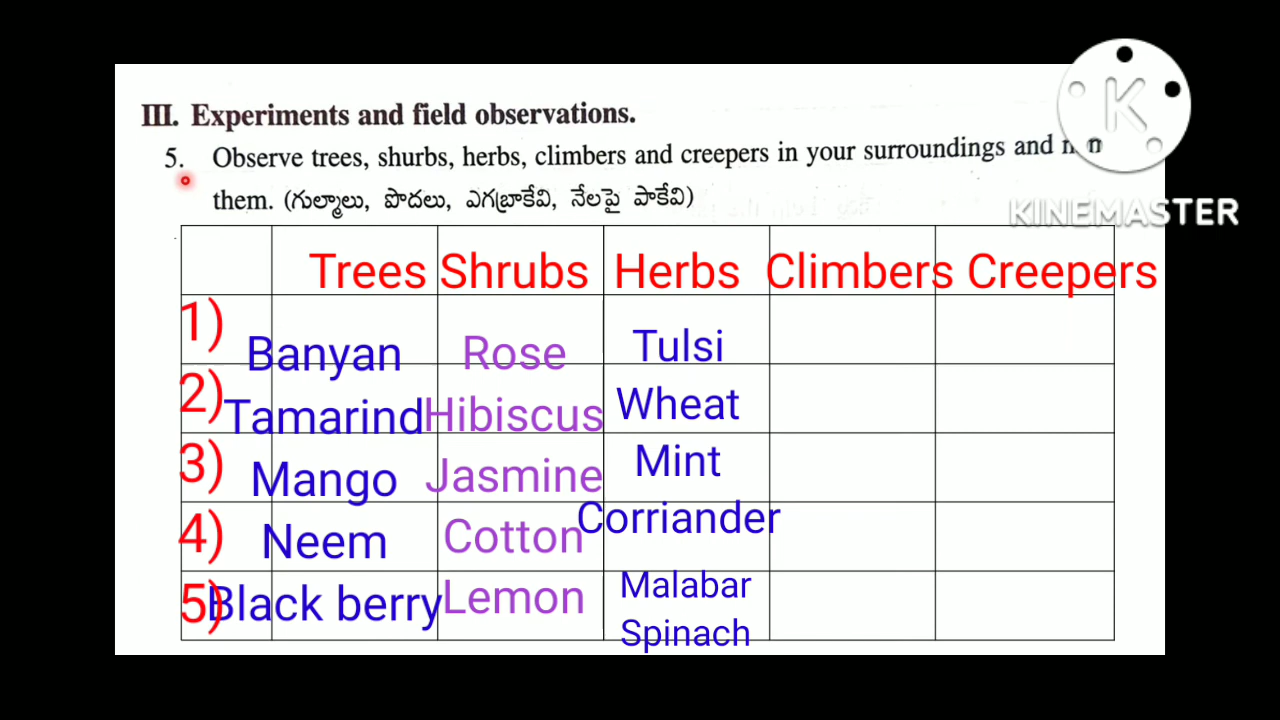 III. Experiments and field observations.
5. Observe trees, shurbs, herbs, climbers and creepers in your surroundings and
them. (గుల్మాలు, పొదలు, ఎగబ్రాకేవి, నేలపై పాకేవి)
K
KINEMASTER
Trees Shrubs Herbs Climbers Creepers
1) Banyan Rose Tulsi
2) Tamarind Hibiscus Wheat
3) Mango Jasmine Mint
4) Neem Cotton Corriander
5) Black berry Lemon Malabar
Spinach